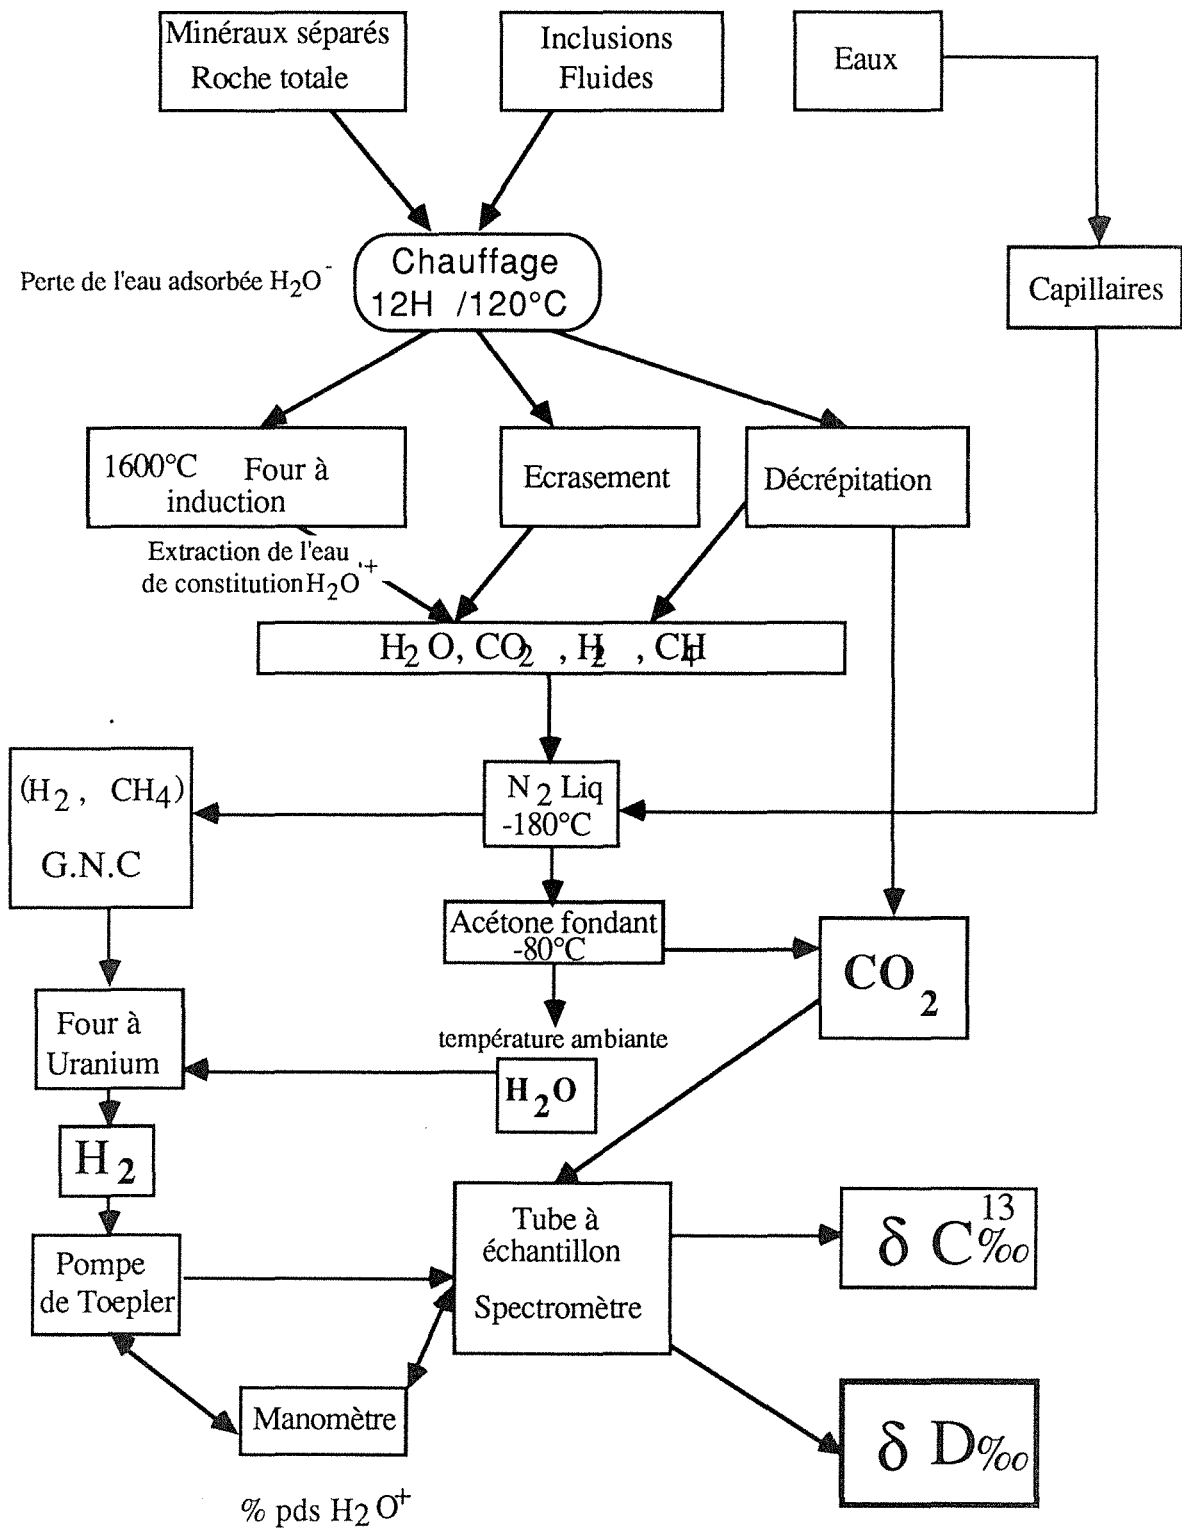 Minéraux séparés
Roche totale
Inclusions
Fluides
Eaux
Perte de l'eau adsorbée H2O-
Chauffage
12H /120°C
Capillaires
1600°C Four à
induction
Ecrasement
Décrépitation
Extraction de l'eau
de constitution H2O+
H2O, CO2 , H2 , CH4
(H2 , CH4)
G.N.C
N2 Liq
-180°C
Acétone fondant
-80°C
CO2
température ambiante
H2O
Four à
Uranium
H2
Pompe
de Toepler
Tube à
échantillon
Spectromètre
δ C13‰
Manomètre
δ D‰
% pds H2O+